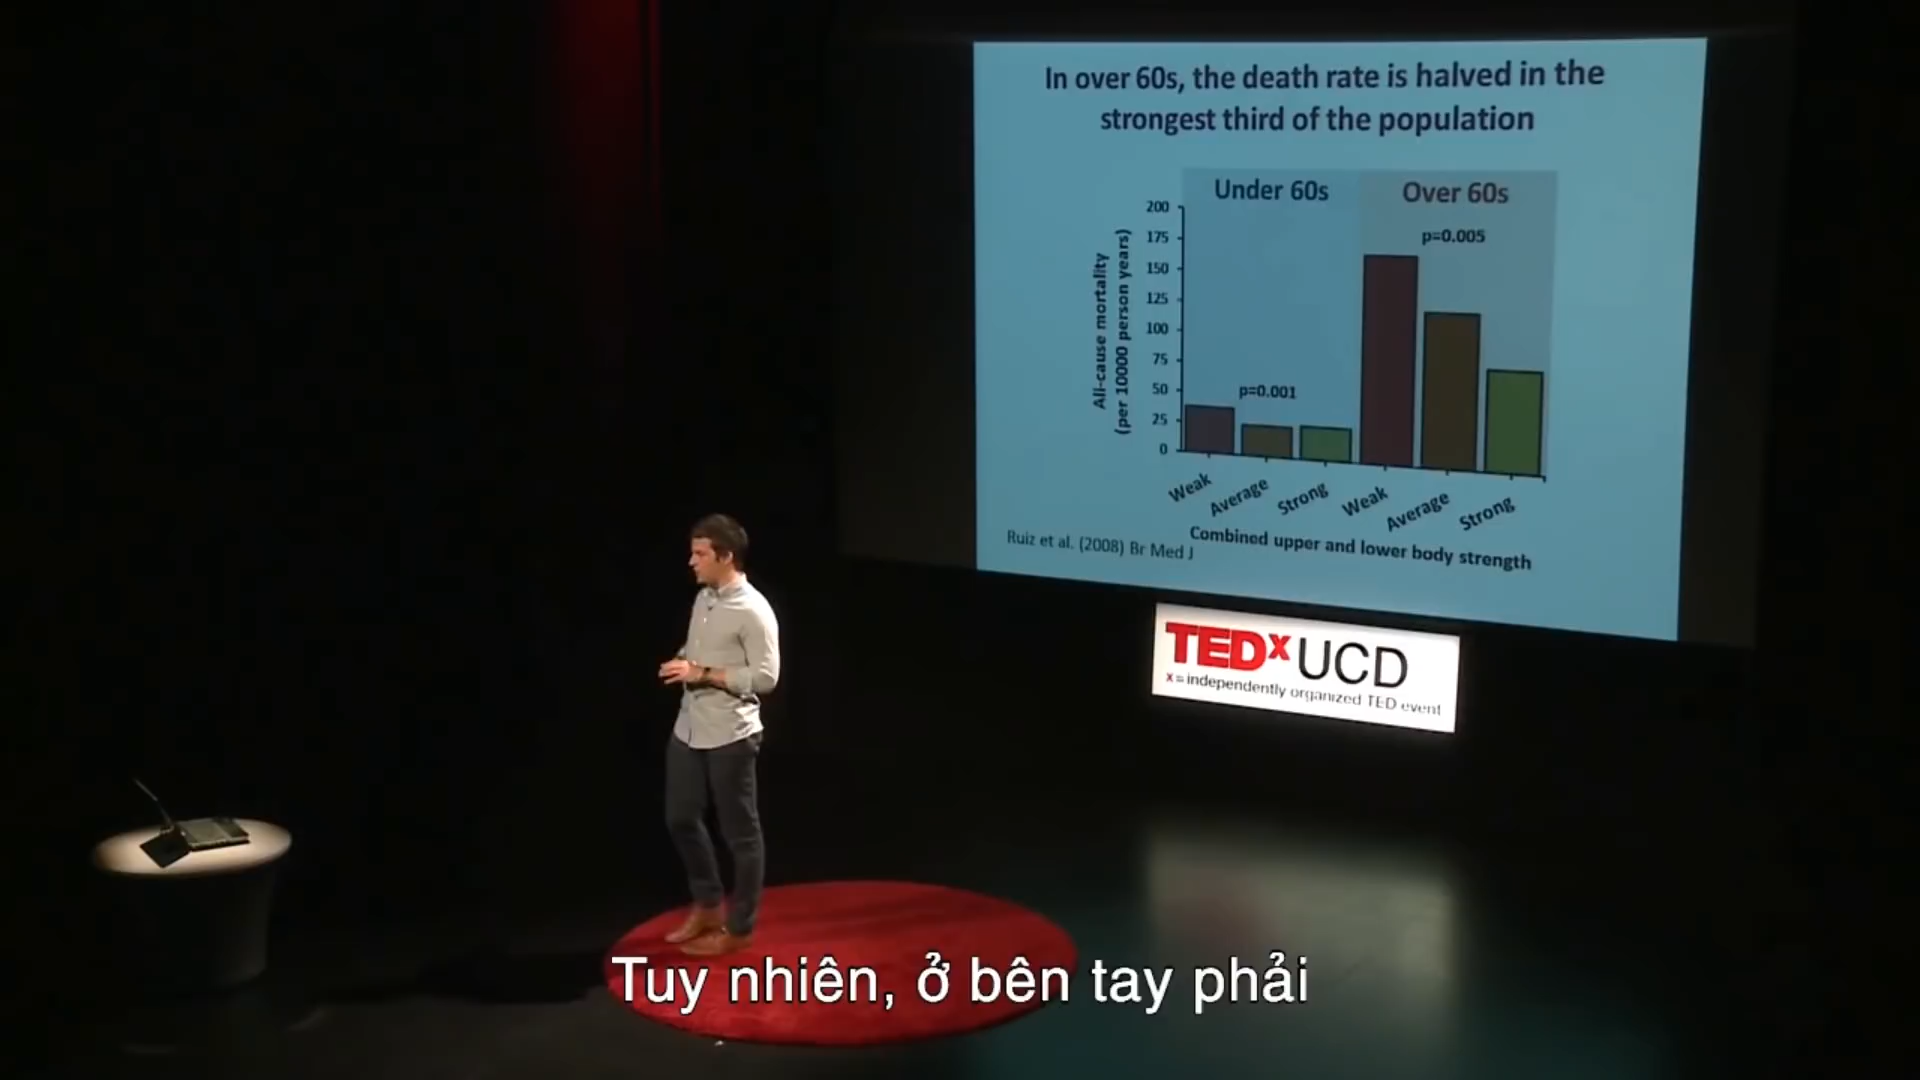 In over 60s, the death rate is halved in the
strongest third of the population
Under 60s
Over 60s
p=0.005
p=0.001
200
175
150
125
100
75
50
25
0
All-cause mortality
(per 10000 person years)
Weak
Average
Strong
Weak
Average
Strong
Combined upper and lower body strength
Ruiz et al. (2008) Br Med J
TEDx UCD
x = independently organized TED event
Tuy nhiên, ở bên tay phải